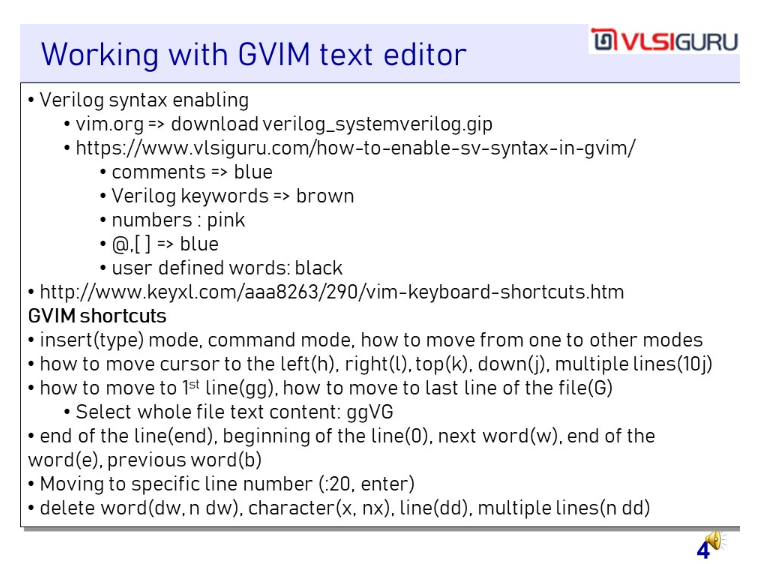 Working with GVIM text editor
VLSIGURU
• Verilog syntax enabling
• vim.org => download verilog_systemverilog.gip
• https://www.vlsiguru.com/how-to-enable-sv-syntax-in-gvim/
• comments => blue
• Verilog keywords => brown
• numbers : pink
• @,[ ] => blue
• user defined words: black
• http://www.keyxl.com/aaa8263/290/vim-keyboard-shortcuts.htm
GVIM shortcuts
• insert(type) mode, command mode, how to move from one to other modes
• how to move cursor to the left(h), right(l), top(k), down(j), multiple lines(10j)
• how to move to 1st line(gg), how to move to last line of the file(G)
• Select whole file text content: ggVG
• end of the line(end), beginning of the line(0), next word(w), end of the
word(e), previous word(b)
• Moving to specific line number (:20, enter)
• delete word(dw, n dw), character(x, nx), line(dd), multiple lines(n dd)
4